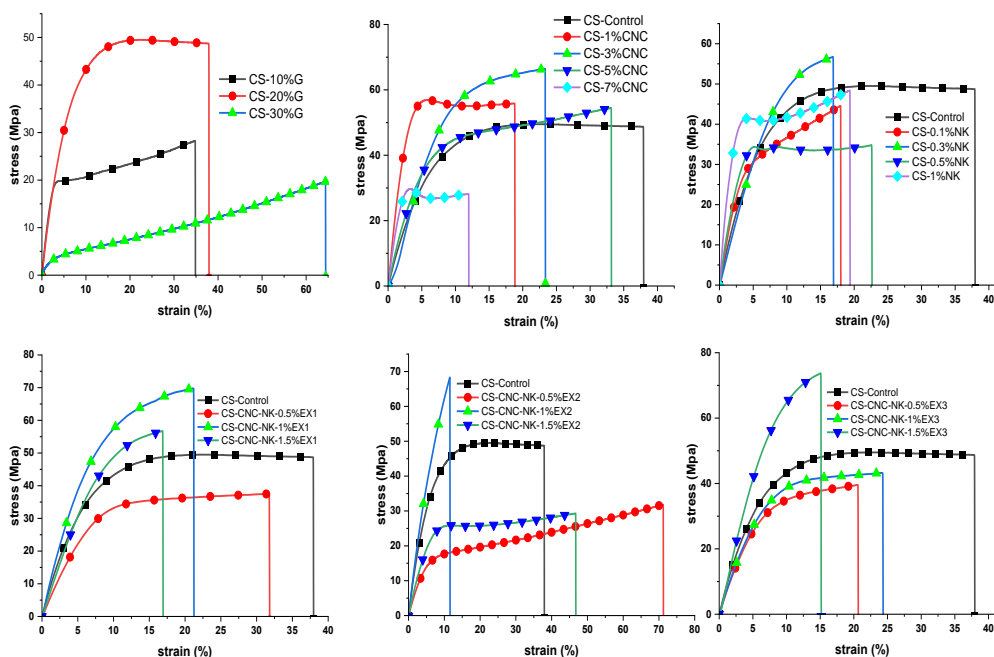 stress (Mpa)
50
40
30
20
10
0
CS-10%G
CS-20%G
CS-30%G
0 10 20 30 40 50 60
strain (%)
stress (Mpa)
80
60
40
20
0
CS-Control
CS-1%CNC
CS-3%CNC
CS-5%CNC
CS-7%CNC
0 5 10 15 20 25 30 35 40
strain (%)
stress (Mpa)
60
50
40
30
20
10
0
CS-Control
CS-0.1%NK
CS-0.3%NK
CS-0.5%NK
CS-1%NK
0 5 10 15 20 25 30 35 40
strain (%)
stress (Mpa)
80
70
60
50
40
30
20
10
0
CS-Control
CS-CNC-NK-0.5%EX1
CS-CNC-NK-1%EX1
CS-CNC-NK-1.5%EX1
0 5 10 15 20 25 30 35 40
strain (%)
stress (Mpa)
70
60
50
40
30
20
10
0
CS-Control
CS-CNC-NK-0.5%EX2
CS-CNC-NK-1%EX2
CS-CNC-NK-1.5%EX2
0 10 20 30 40 50 60 70 80
strain (%)
stress (Mpa)
80
60
40
20
0
CS-Control
CS-CNC-NK-0.5%EX3
CS-CNC-NK-1%EX3
CS-CNC-NK-1.5%EX3
0 5 10 15 20 25 30 35 40
strain (%)